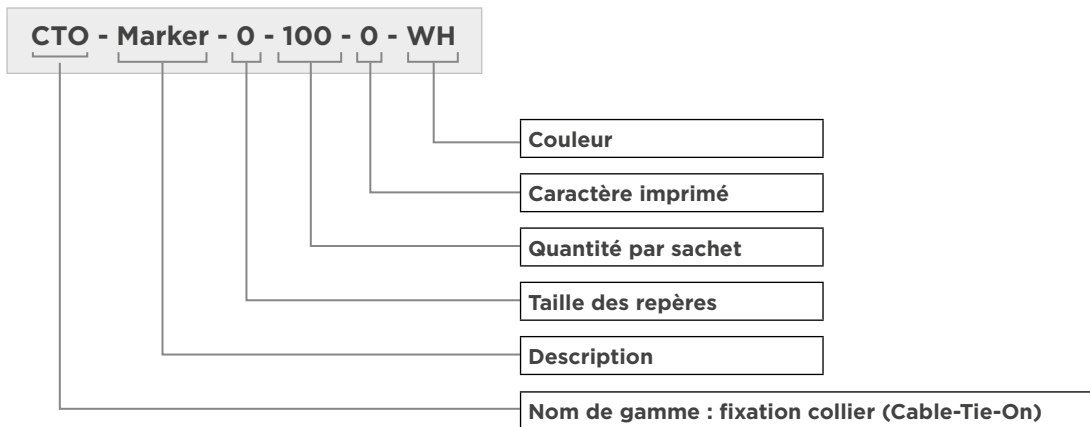 CTO - Marker - 0 - 100 - 0 - WH
Couleur
Caractère imprimé
Quantité par sachet
Taille des repères
Description
Nom de gamme : fixation collier (Cable-Tie-On)